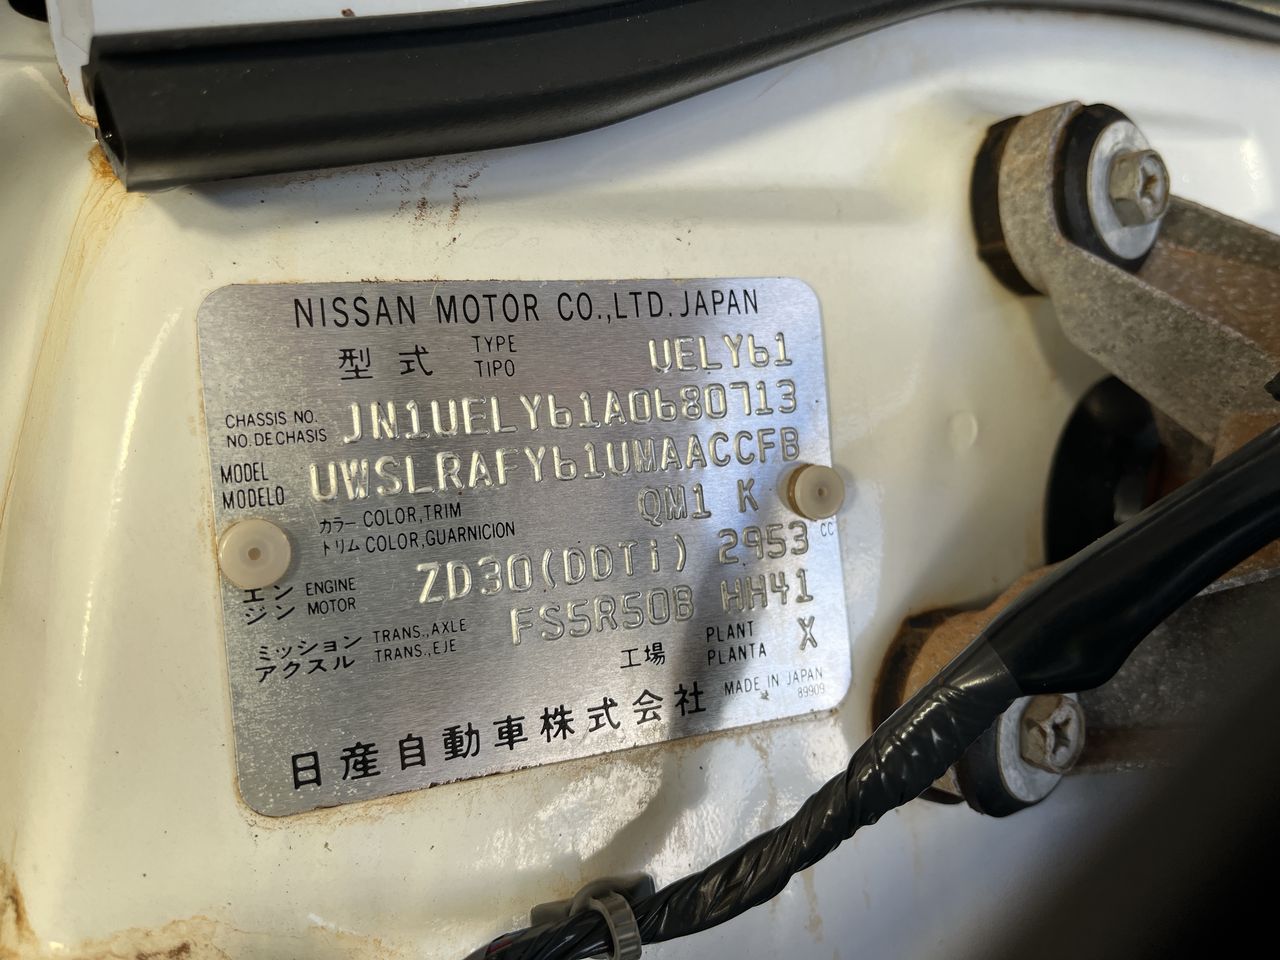 NISSAN MOTOR CO.,LTD. JAPAN
型式 TYPE TIPO UELY61
CHASSIS NO. NO.DE CHASIS JN1UELY61A0680713
MODEL MODELO UWSLRAFY61UMAACCFB
カラー COLOR,TRIM QM1 K
トリム COLOR,GUARNICION
エンジン ENGINE MOTOR ZD30(DDTi) 2953 CC
ミッション アクスル TRANS.,AXLE TRANS.,EJE FS5R50B HH41
工場 PLANT PLANTA X
MADE IN JAPAN
89909
日産自動車株式会社